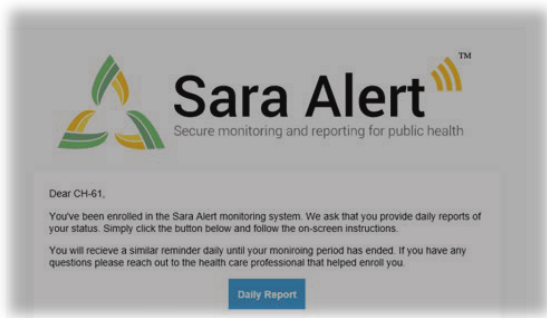 Sara Alert™
Secure monitoring and reporting for public health
Dear CH-61,
You've been enrolled in the Sara Alert monitoring system. We ask that you provide daily reports of
your status. Simply click the button below and follow the on-screen instructions.
You will recieve a similar reminder daily until your moniroing period has ended. If you have any
questions please reach out to the health care professional that helped enroll you.
Daily Report